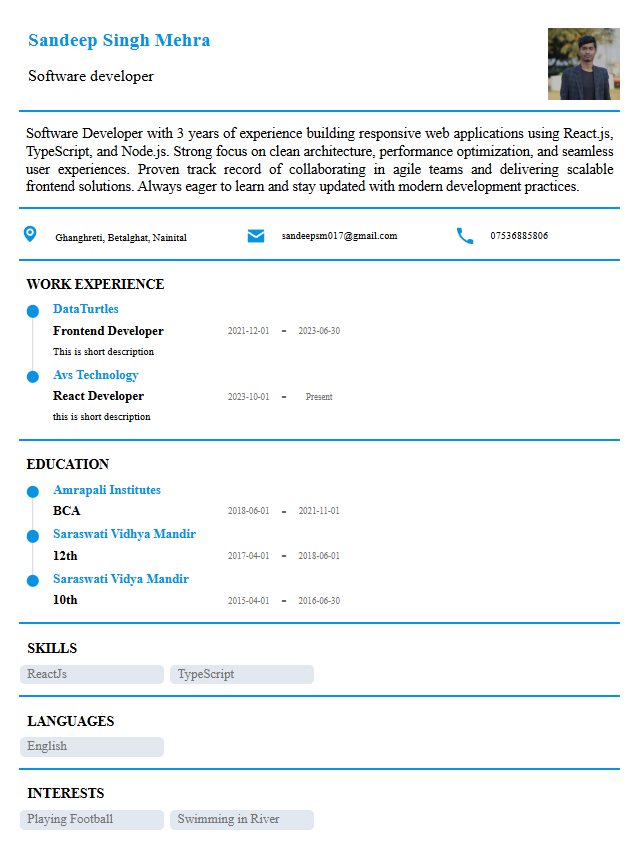 Sandeep Singh Mehra
Software developer
Software Developer with 3 years of experience building responsive web applications using React.js,
TypeScript, and Node.js. Strong focus on clean architecture, performance optimization, and seamless
user experiences. Proven track record of collaborating in agile teams and delivering scalable
frontend solutions. Always eager to learn and stay updated with modern development practices.
Ghanghreti, Betalghat, Nainital sandeepsm017@gmail.com 07536885806
WORK EXPERIENCE
DataTurtles
Frontend Developer 2021-12-01 - 2023-06-30
This is short description
Avs Technology
React Developer 2023-10-01 - Present
this is short description
EDUCATION
Amrapali Institutes
BCA 2018-06-01 - 2021-11-01
Saraswati Vidhya Mandir
12th 2017-04-01 - 2018-06-01
Saraswati Vidya Mandir
10th 2015-04-01 - 2016-06-30
SKILLS
ReactJs TypeScript
LANGUAGES
English
INTERESTS
Playing Football Swimming in River